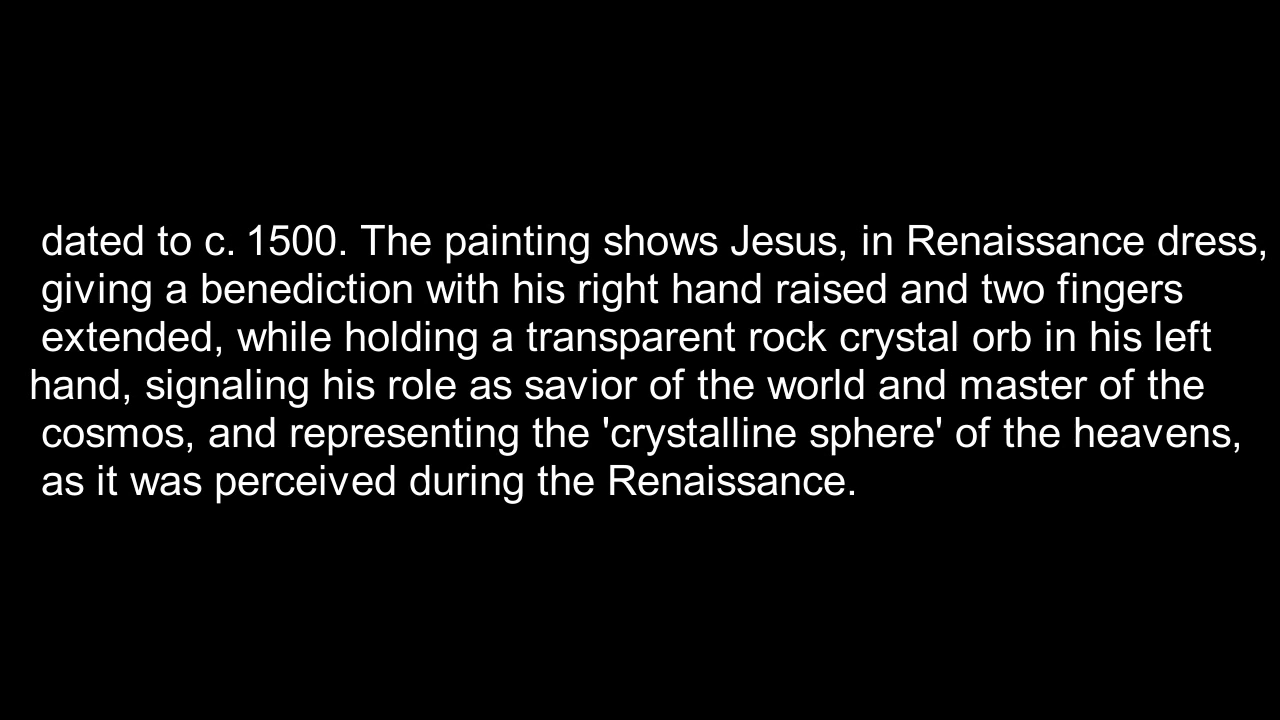 dated to c. 1500. The painting shows Jesus, in Renaissance dress,
giving a benediction with his right hand raised and two fingers
extended, while holding a transparent rock crystal orb in his left
hand, signaling his role as savior of the world and master of the
cosmos, and representing the 'crystalline sphere' of the heavens,
as it was perceived during the Renaissance.